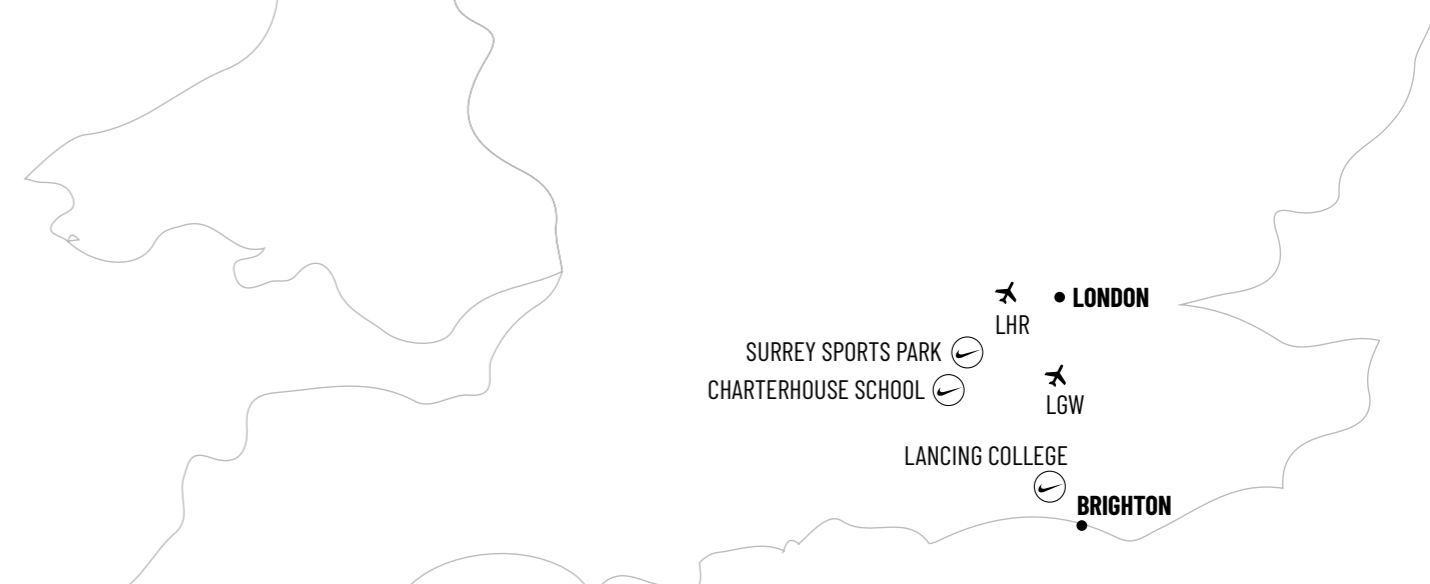 LONDON
LHR
SURREY SPORTS PARK
CHARTERHOUSE SCHOOL
LGW
LANCING COLLEGE
BRIGHTON